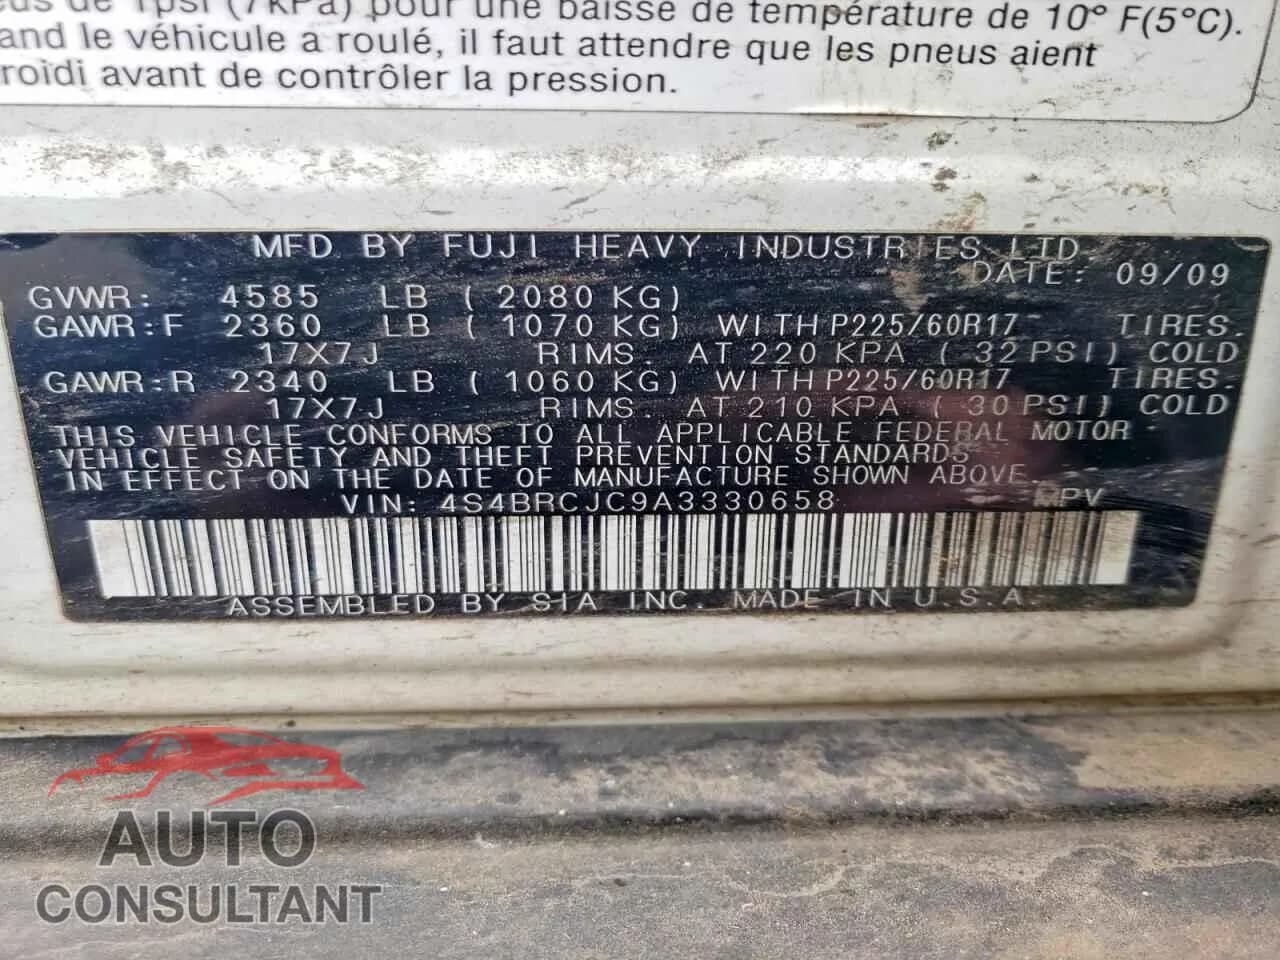 de 1psi (7kPa) pour une baisse de température de 10° F(5°C).
and le véhicule a roulé, il faut attendre que les pneus aient
roidi avant de contrôler la pression.
MFD BY FUJI HEAVY INDUSTRIES LTD.
DATE: 09/09
GVWR: 4585 LB ( 2080 KG)
GAWR:F 2360 LB ( 1070 KG) WITH P225/60R17 TIRES.
17X7J RIMS. AT 220 KPA ( 32 PSI) COLD
GAWR:R 2340 LB ( 1060 KG) WITH P225/60R17 TIRES.
17X7J RIMS. AT 210 KPA ( 30 PSI) COLD
THIS VEHICLE CONFORMS TO ALL APPLICABLE FEDERAL MOTOR
VEHICLE SAFETY AND THEFT PREVENTION STANDARDS
IN EFFECT ON THE DATE OF MANUFACTURE SHOWN ABOVE.
VIN: 4S4BRCJC9A3330658 MPV
ASSEMBLED BY SIA INC. MADE IN U.S.A.
AUTO
CONSULTANT